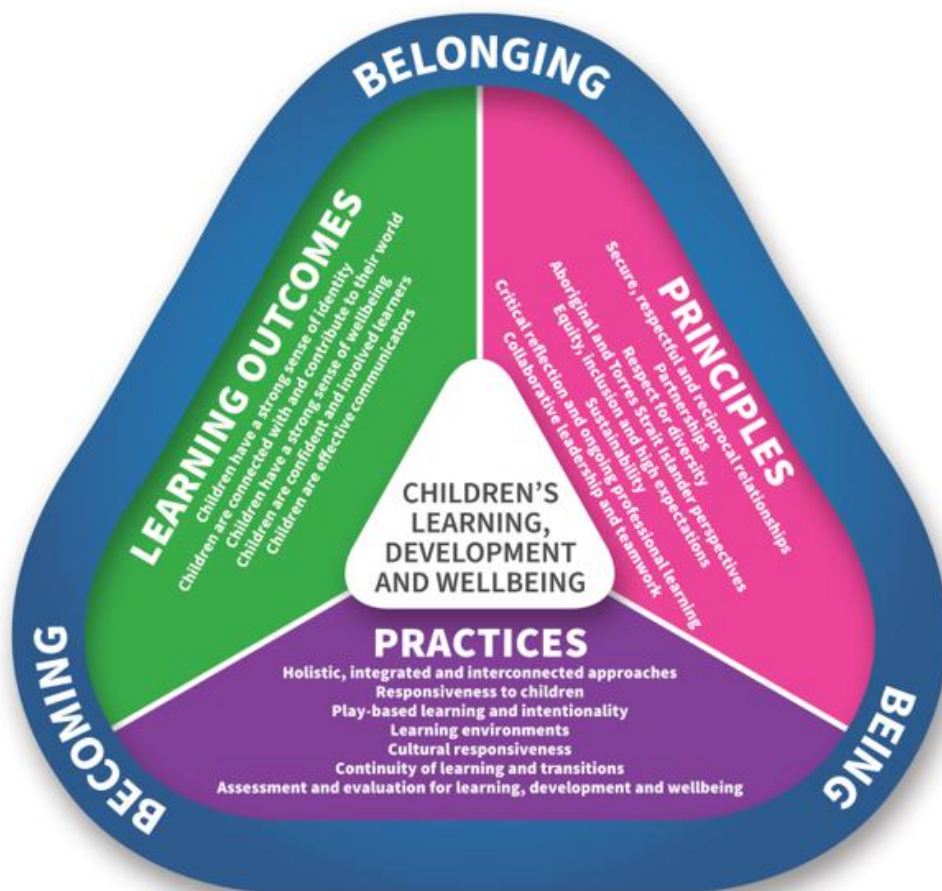 BELONGING
LEARNING OUTCOMES
Children have a strong sense of identity
Children are connected with and contribute to their world
Children have a strong sense of wellbeing
Children are confident and involved learners
Children are effective communicators
PRINCIPLES
Secure, respectful and reciprocal relationships
Partnerships
Respect for diversity
Aboriginal and Torres Strait Islander perspectives
Equity, inclusion and high expectations
Sustainability
Critical reflection and ongoing professional learning
Collaborative leadership and teamwork
CHILDREN'S
LEARNING,
DEVELOPMENT
AND WELLBEING
PRACTICES
Holistic, integrated and interconnected approaches
Responsiveness to children
Play-based learning and intentionality
Learning environments
Cultural responsiveness
Continuity of learning and transitions
Assessment and evaluation for learning, development and wellbeing
BECOMING
BEING